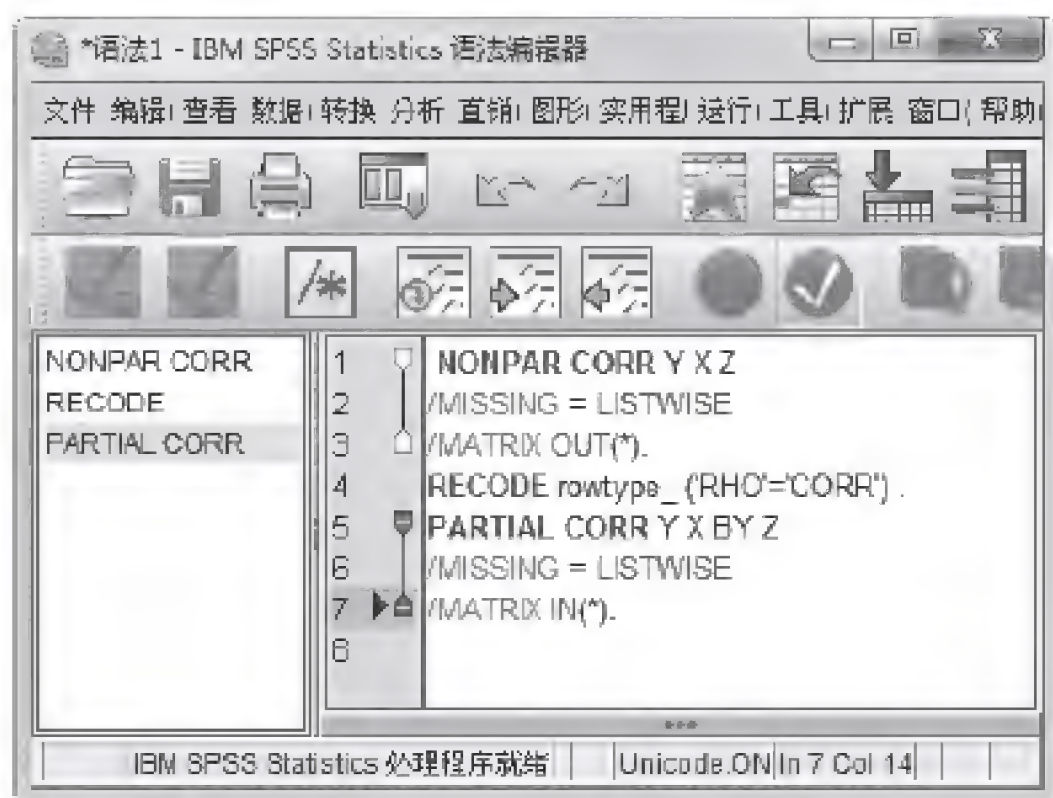 *语法1 - IBM SPSS Statistics 语法编辑器
文件 编辑( 查看 数据( 转换 分析 直销( 图形( 实用程) 运行( 工具( 扩展 窗口( 帮助(
NONPAR CORR
RECODE
PARTIAL CORR
1 NONPAR CORR Y X Z
2 /MISSING = LISTWISE
3 /MATRIX OUT(*).
4 RECODE rowtype_ ('RHO'='CORR') .
5 PARTIAL CORR Y X BY Z
6 /MISSING = LISTWISE
7 /MATRIX IN(*).
8
IBM SPSS Statistics 处理程序就绪 Unicode:ON In 7 Col 14